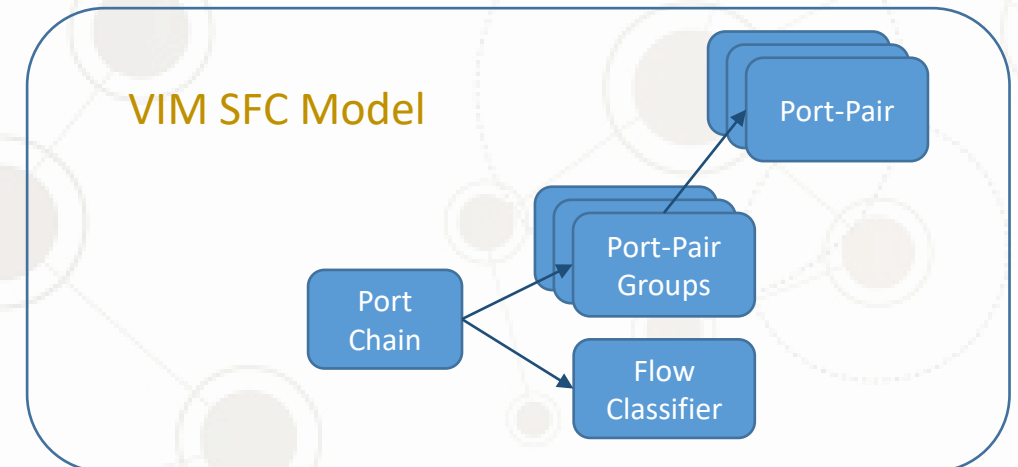 VIM SFC Model
Port-Pair
Port-Pair
Groups
Port
Chain
Flow
Classifier